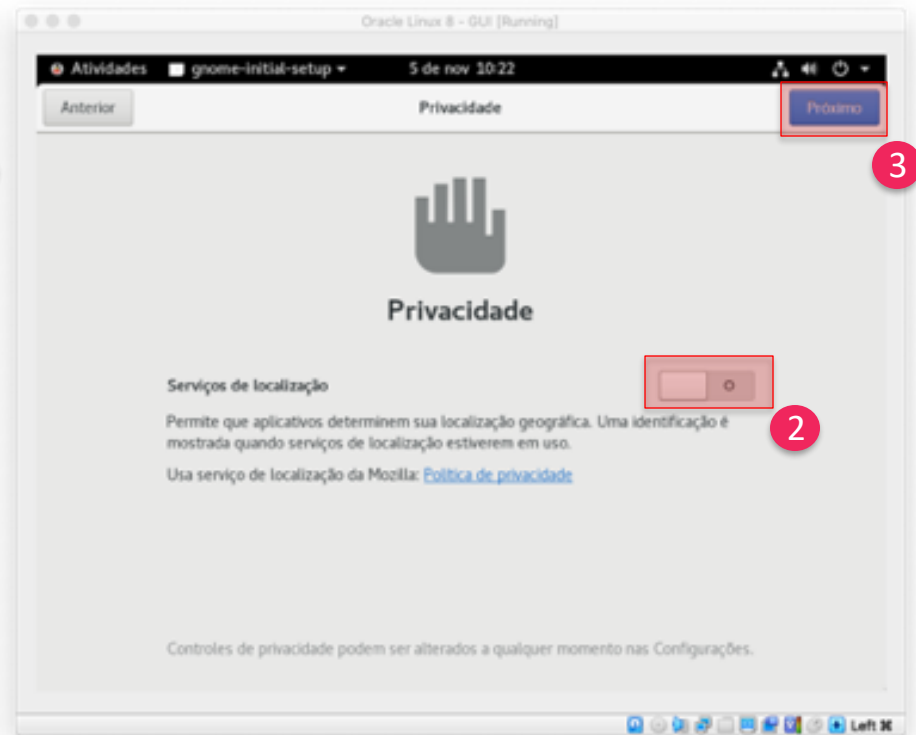 Oracle Linux 8 - GUI [Running]
Atividades gnome-initial-setup 5 de nov 10:22
Anterior Privacidade Próximo
3
Privacidade
Serviços de localização
2
Permite que aplicativos determinem sua localização geográfica. Uma identificação é
mostrada quando serviços de localização estiverem em uso.
Usa serviço de localização da Mozilla: Política de privacidade
Controles de privacidade podem ser alterados a qualquer momento nas Configurações.
Left ⌘